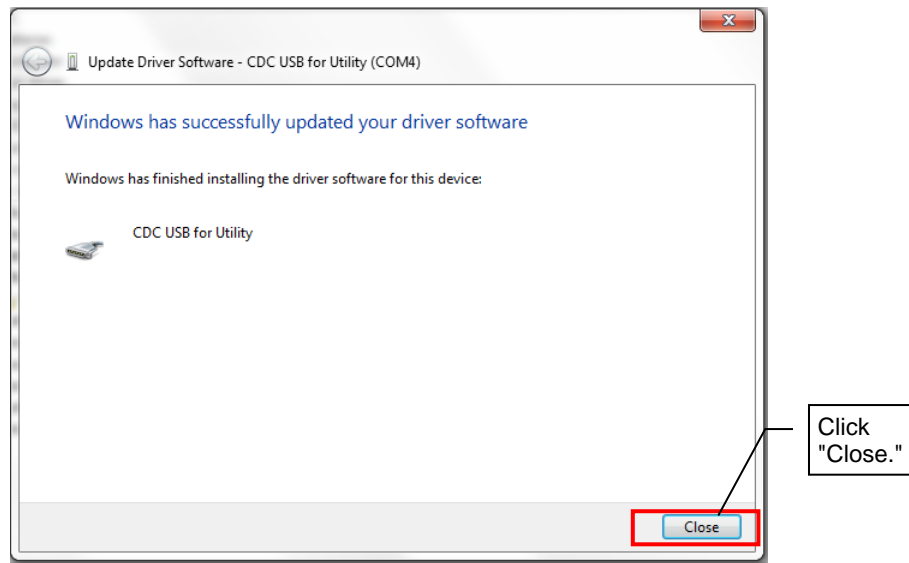 Update Driver Software - CDC USB for Utility (COM4)
Windows has successfully updated your driver software
Windows has finished installing the driver software for this device:
CDC USB for Utility
Click
"Close."
Close